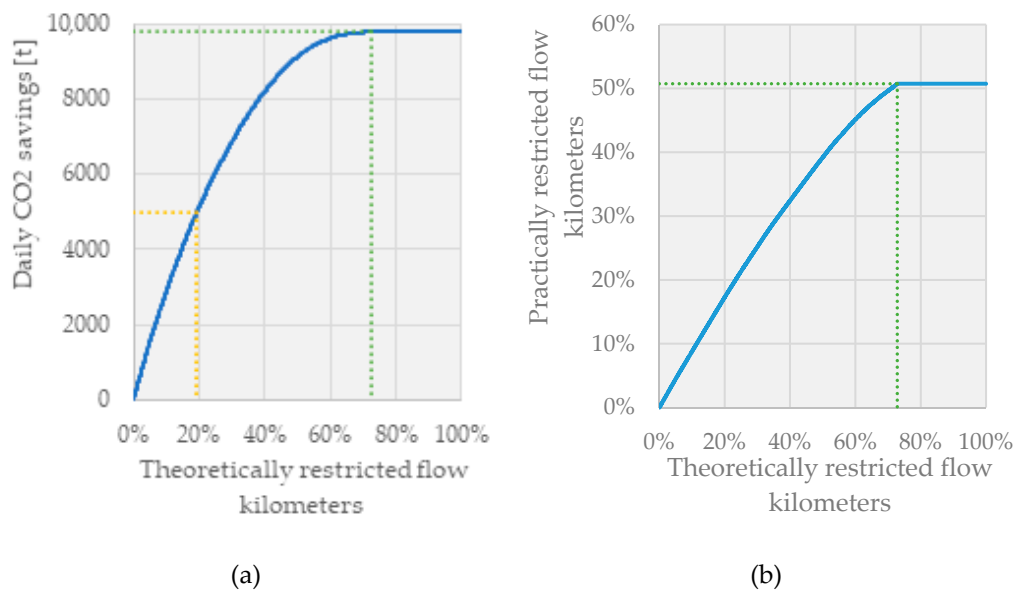 Daily CO2 savings [t]
10,000
8000
6000
4000
2000
0
0% 20% 40% 60% 80% 100%
Theoretically restricted flow
kilometers
(a)
Practically restricted flow
kilometers
60%
50%
40%
30%
20%
10%
0%
0% 20% 40% 60% 80% 100%
Theoretically restricted flow
kilometers
(b)